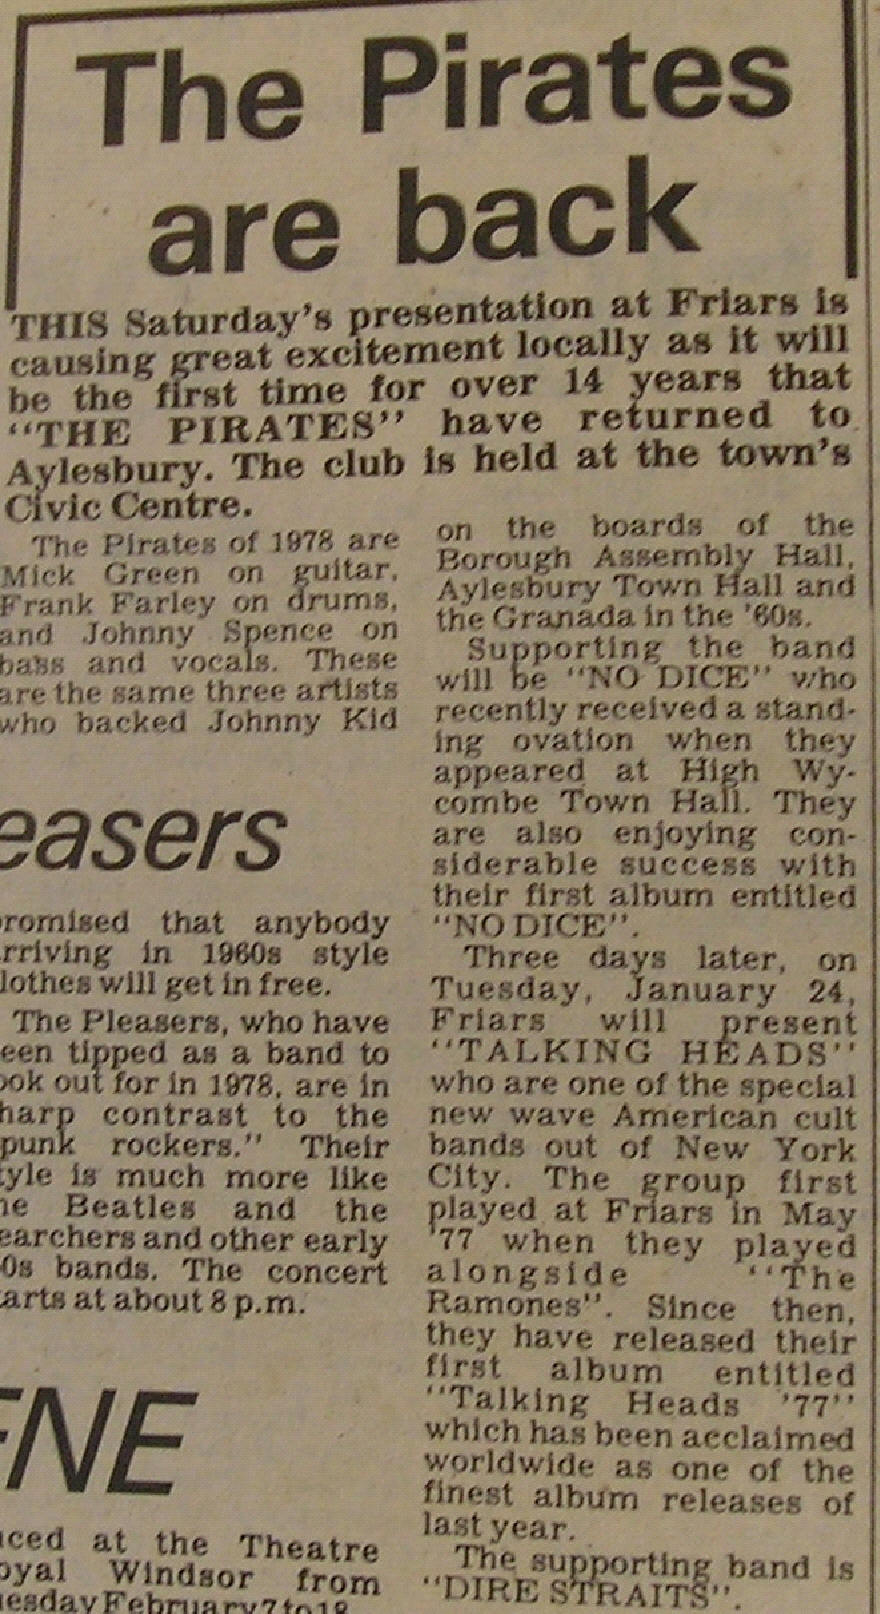 The Pirates
are back
THIS Saturday's presentation at Friars is
causing great excitement locally as it will
be the first time for over 14 years that
"THE PIRATES" have returned to
Aylesbury. The club is held at the town's
Civic Centre.
The Pirates of 1978 are
Mick Green on guitar,
Frank Farley on drums,
and Johnny Spence on
bass and vocals. These
are the same three artists
who backed Johnny Kid
on the boards of the
Borough Assembly Hall,
Aylesbury Town Hall and
the Granada in the '60s.
Supporting the band
will be "NO DICE" who
recently received a stand-
ing ovation when they
appeared at High Wy-
combe Town Hall. They
are also enjoying con-
siderable success with
their first album entitled
"NO DICE".
Three days later, on
Tuesday, January 24,
Friars will present
"TALKING HEADS"
who are one of the special
new wave American cult
bands out of New York
City. The group first
played at Friars in May
'77 when they played
alongside "The
Ramones". Since then,
they have released their
first album entitled
"Talking Heads '77"
which has been acclaimed
worldwide as one of the
finest album releases of
last year.
The supporting band is
"DIRE STRAITS".
easers
romised that anybody
rriving in 1960s style
lothes will get in free.
The Pleasers, who have
een tipped as a band to
ook out for in 1978, are in
harp contrast to the
punk rockers." Their
tyle is much more like
he Beatles and the
earchers and other early
0s bands. The concert
tarts at about 8 p.m.
NE
ced at the Theatre
oyal Windsor from
uesday February 7 to 18